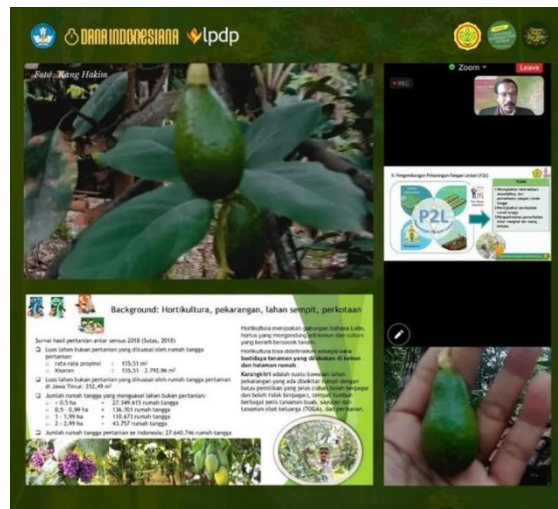 DANA INDONESIANA
lpdp
Foto : Kang Hakim
Zoom
Leave
REC
5. Pengembangan Pekarangan Pangan Lestari (P2L)
P2L
Background: Hortikultura, pekarangan, lahan sempit, perkotaan
Survei hasil pertanian antar sensus 2018 (Sutas, 2018)
Luas lahan bukan pertanian yang dikuasai oleh rumah tangga
pertanian:
rata-rata propinsi : 135,51 m²
Kisaran : 135,51 - 2.792,96 m²
Luas lahan bukan pertanian yang dikuasai oleh rumah tangga pertanian
di Jawa Timur: 352,49 m²
Jumlah rumah tangga yang menguasai lahan bukan pertanian:
< 0,5 ha = 27.349.615 rumah tangga
0,5 - 0,99 ha = 136.701 rumah tangga
1 - 1,99 ha = 110.673 rumah tangga
2 - 2,99 ha = 43.757 rumah tangga
Jumlah rumah tangga pertanian se Indonesia: 27.640.746 rumah tangga
Hortikultura merupakan gabungan bahasa Latin,
hortus yang mengandung arti kebun dan culture
yang berarti bercocok tanam
Hortikultura bisa didefinisikan sebagai cara
budidaya tanaman yang dilakukan di kebun
dan halaman rumah
Karangkitri adalah suatu kawasan lahan
pekarangan yang ada disekitar rumah dengan
batas pemilikan yang jelas (lahan boleh berpagar
dan boleh tidak berpagar), tempat tumbuh
berbagai jenis tanaman buah, sayuran dan
tanaman obat keluarga (TOGA), dan perikanan.